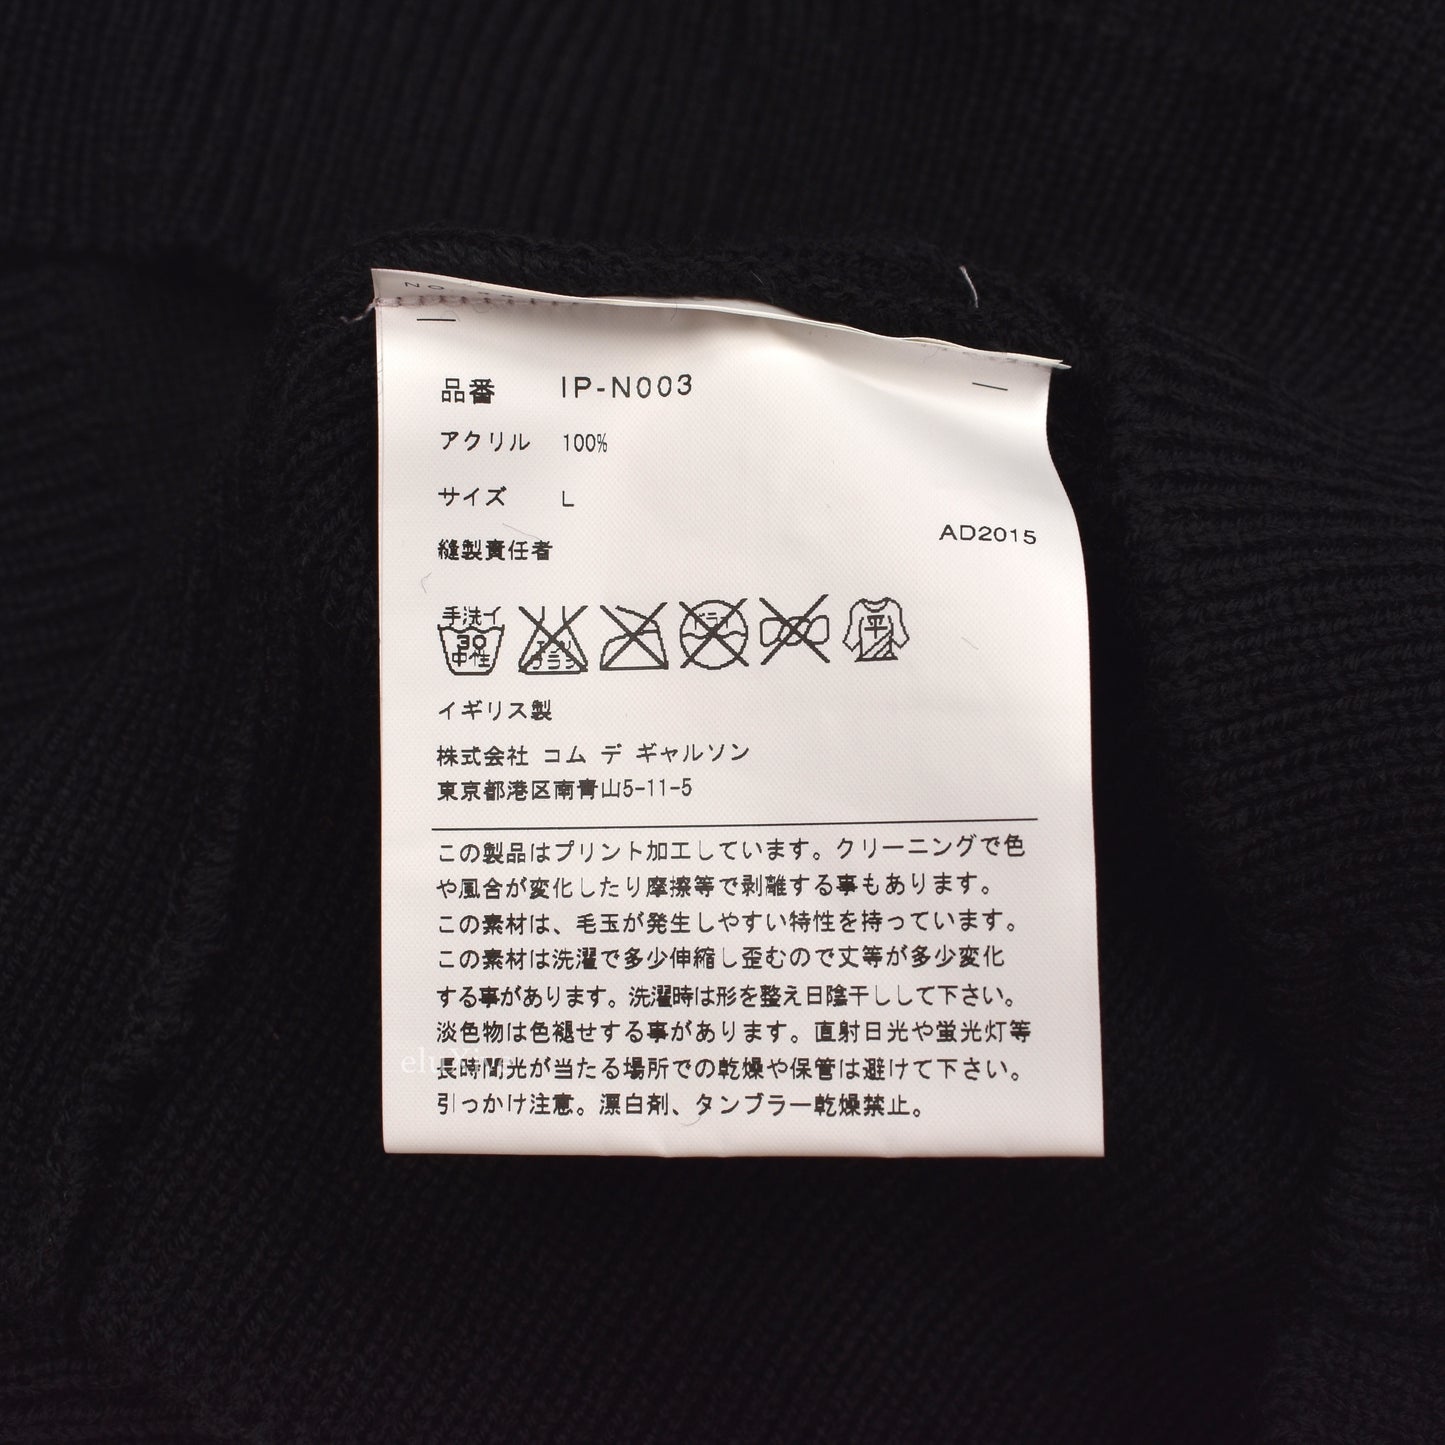 NO
品番 IP-N003
アクリル 100%
サイズ L
AD2015
縫製責任者
手洗イ
30
中性
エンソ
サラシ
ドライ
平
イギリス製
株式会社 コム デ ギャルソン
東京都港区南青山5-11-5
この製品はプリント加工しています。クリーニングで色
や風合が変化したり摩擦等で剥離する事もあります。
この素材は、毛玉が発生しやすい特性を持っています。
この素材は洗濯で多少伸縮し歪むので丈等が多少変化
する事があります。洗濯時は形を整え日陰干しして下さい。
淡色物は色褪せする事があります。直射日光や蛍光灯等
長時間光が当たる場所での乾燥や保管は避けて下さい。
引っかけ注意。漂白剤、タンブラー乾燥禁止。